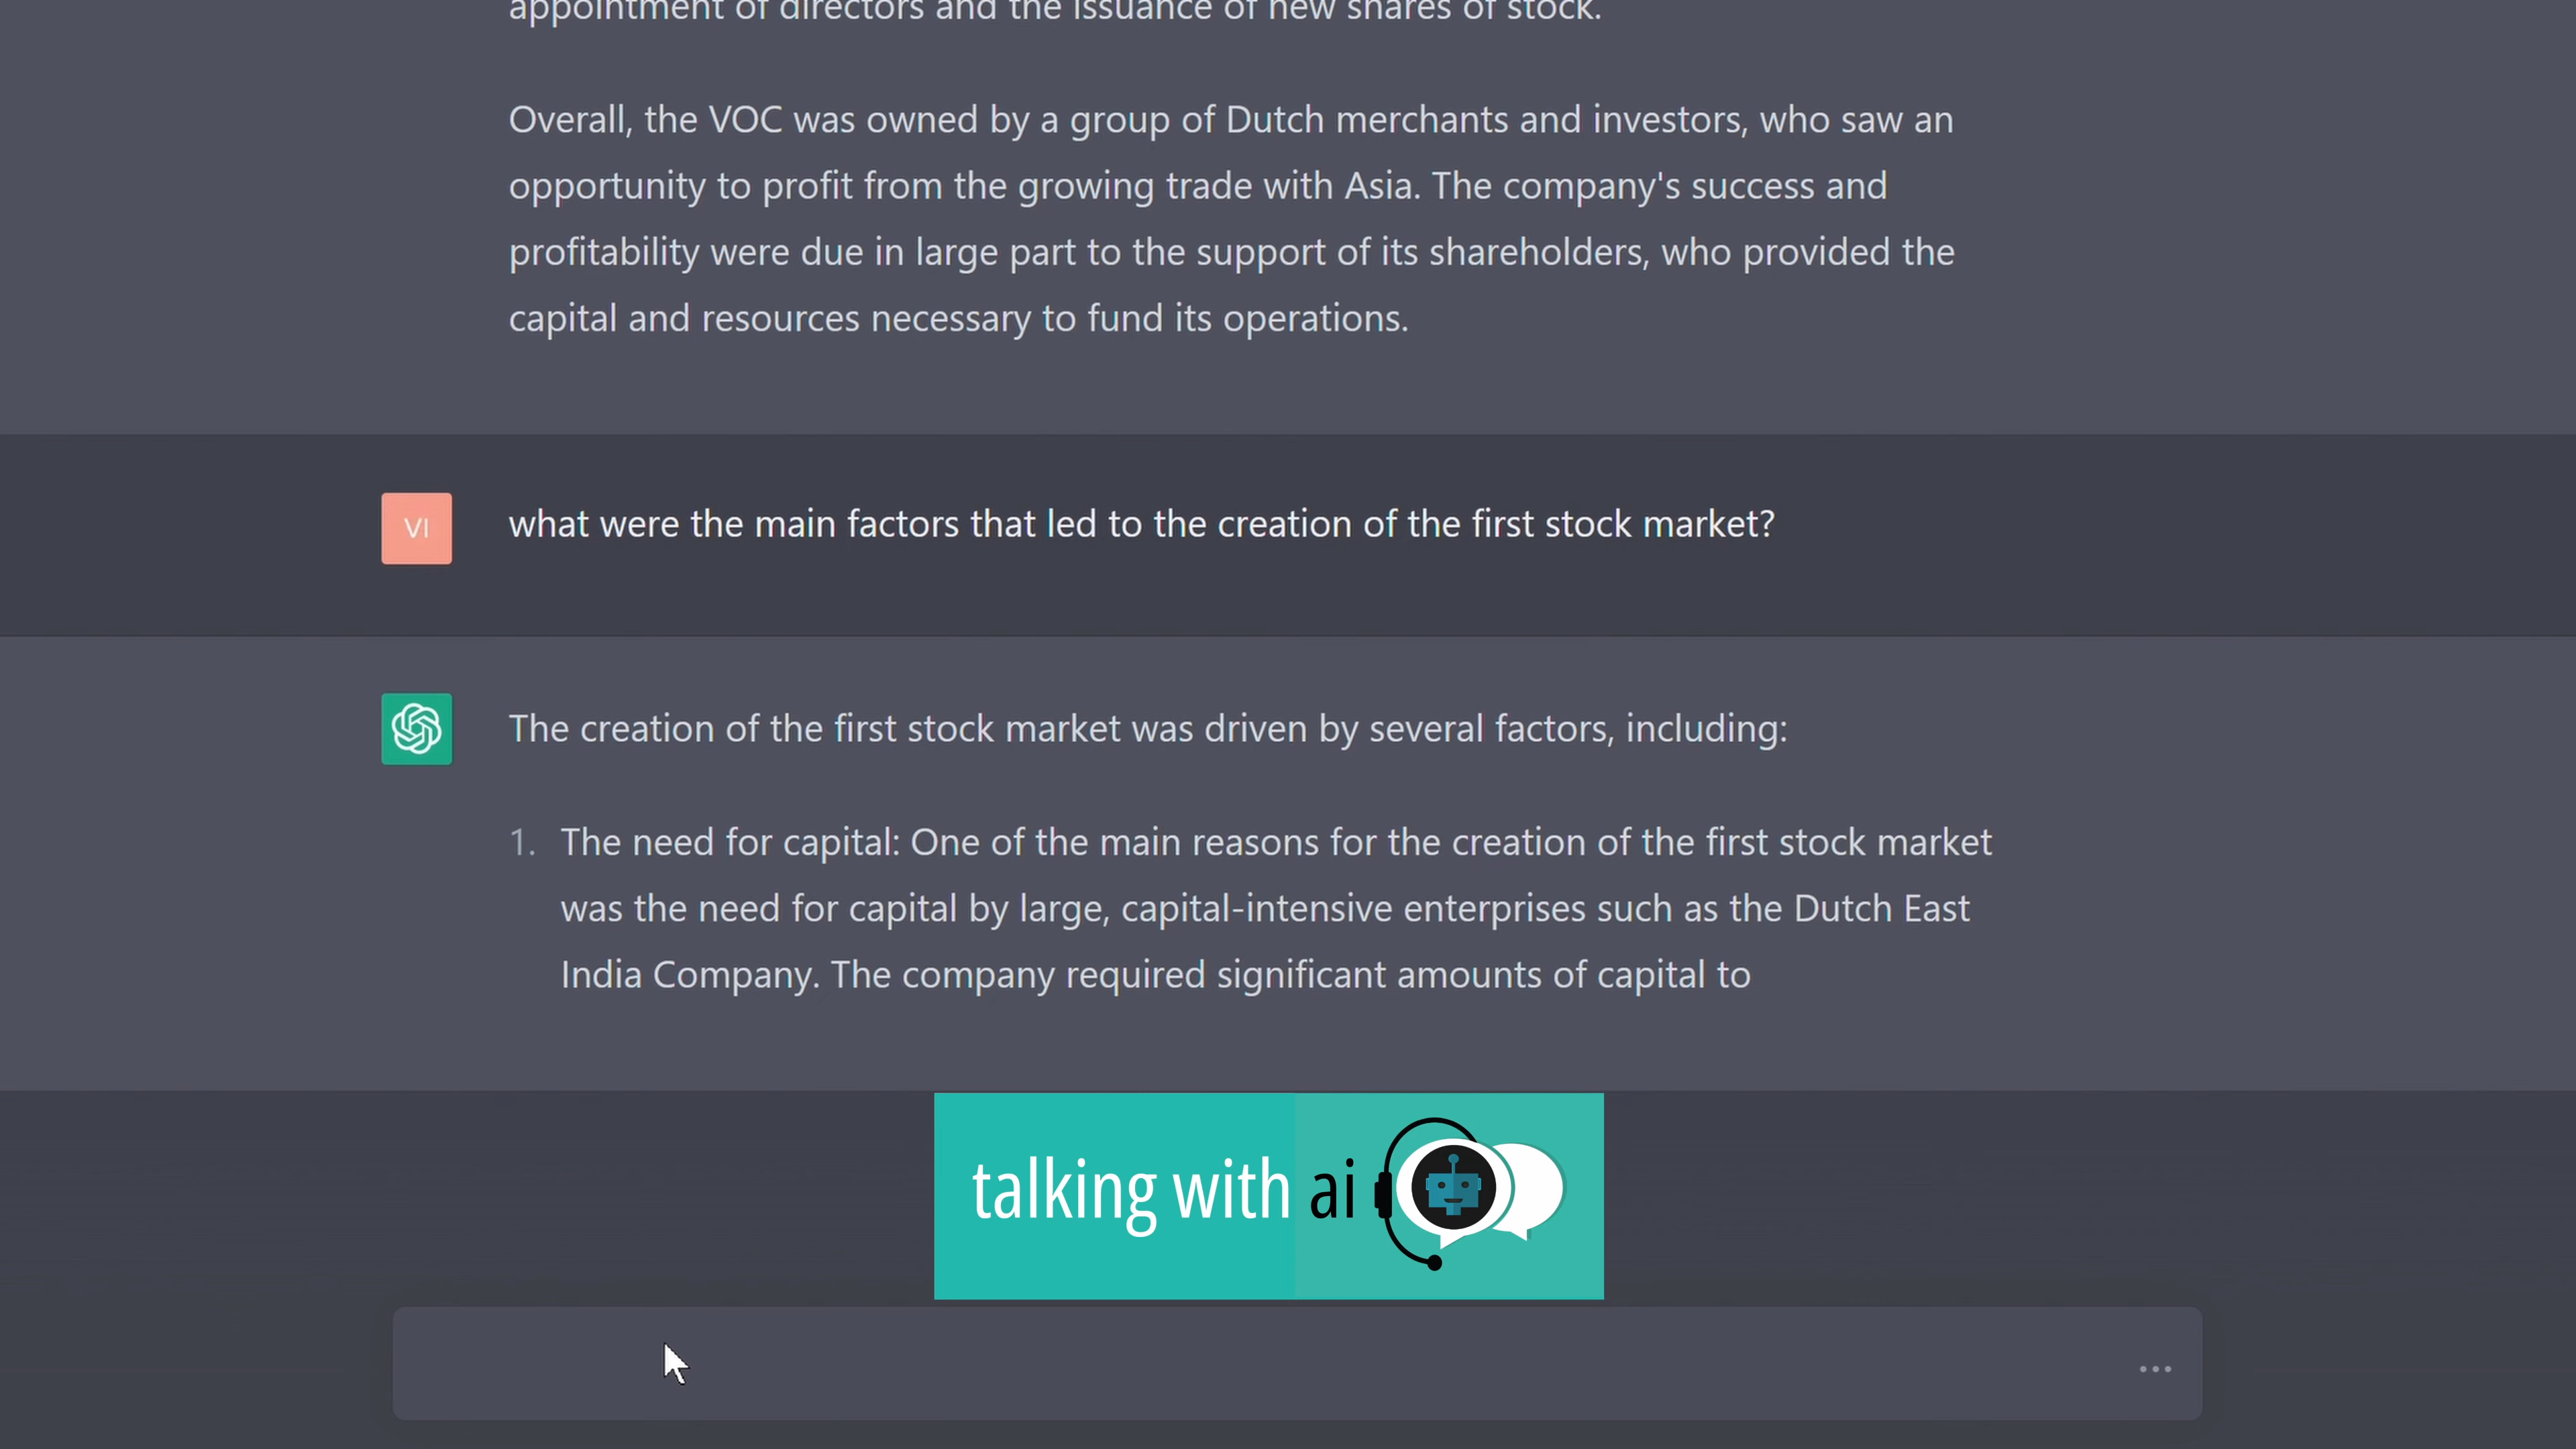 appointment of directors and the issuance of new shares of stock.
Overall, the VOC was owned by a group of Dutch merchants and investors, who saw an
opportunity to profit from the growing trade with Asia. The company's success and
profitability were due in large part to the support of its shareholders, who provided the
capital and resources necessary to fund its operations.
VI
what were the main factors that led to the creation of the first stock market?
The creation of the first stock market was driven by several factors, including:
1. The need for capital: One of the main reasons for the creation of the first stock market
was the need for capital by large, capital-intensive enterprises such as the Dutch East
India Company. The company required significant amounts of capital to
talking with ai